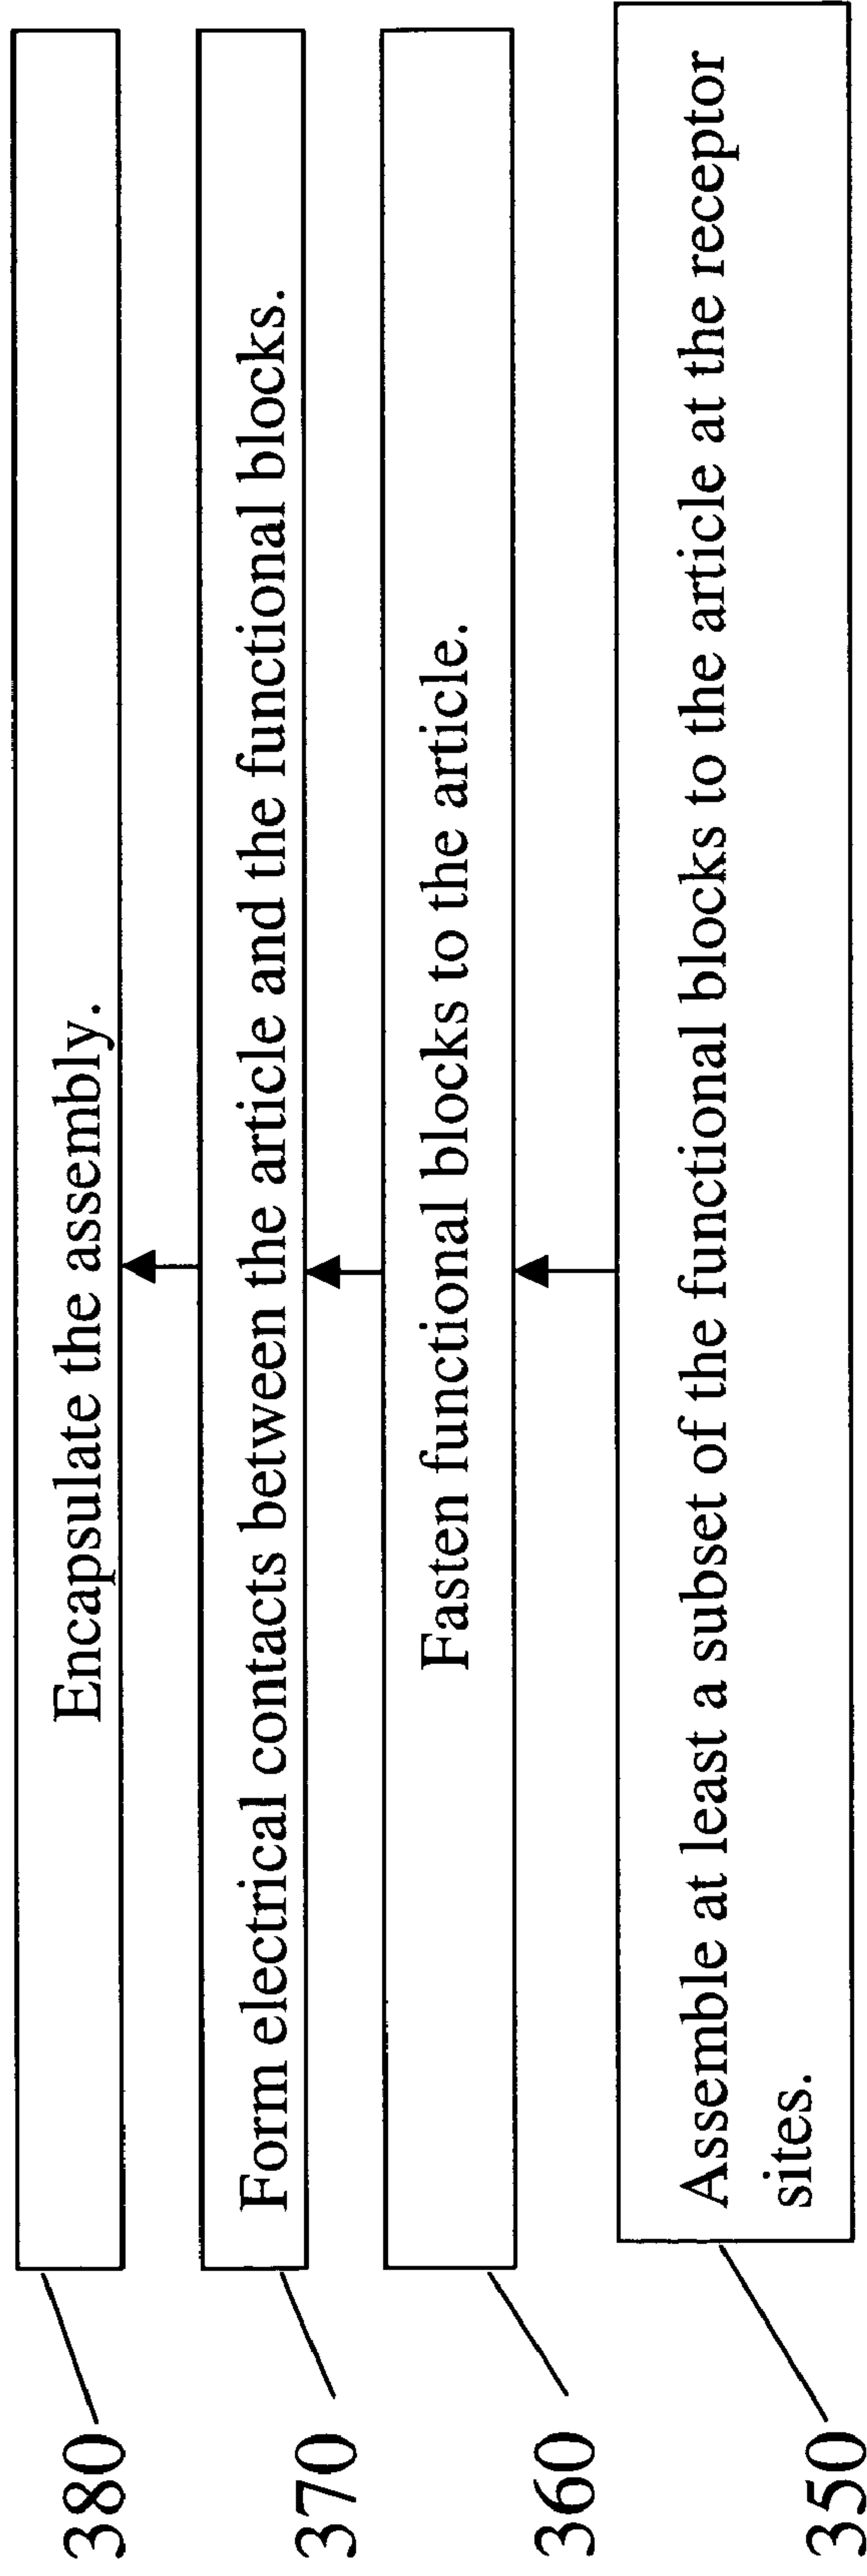 380
Encapsulate the assembly.
370
Form electrical contacts between the article and the functional blocks.
360
Fasten functional blocks to the article.
350
Assemble at least a subset of the functional blocks to the article at the receptor
sites.